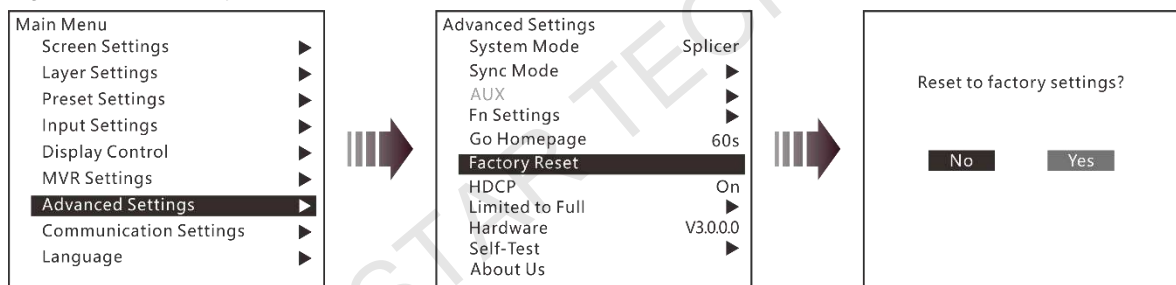 Main Menu
Screen Settings
Layer Settings
Preset Settings
Input Settings
Display Control
MVR Settings
Advanced Settings
Communication Settings
Language
Advanced Settings
System Mode Splicer
Sync Mode
AUX
Fn Settings
Go Homepage 60s
Factory Reset
HDCP On
Limited to Full
Hardware V3.0.0.0
Self-Test
About Us
Reset to factory settings?
No Yes
STAR TEC